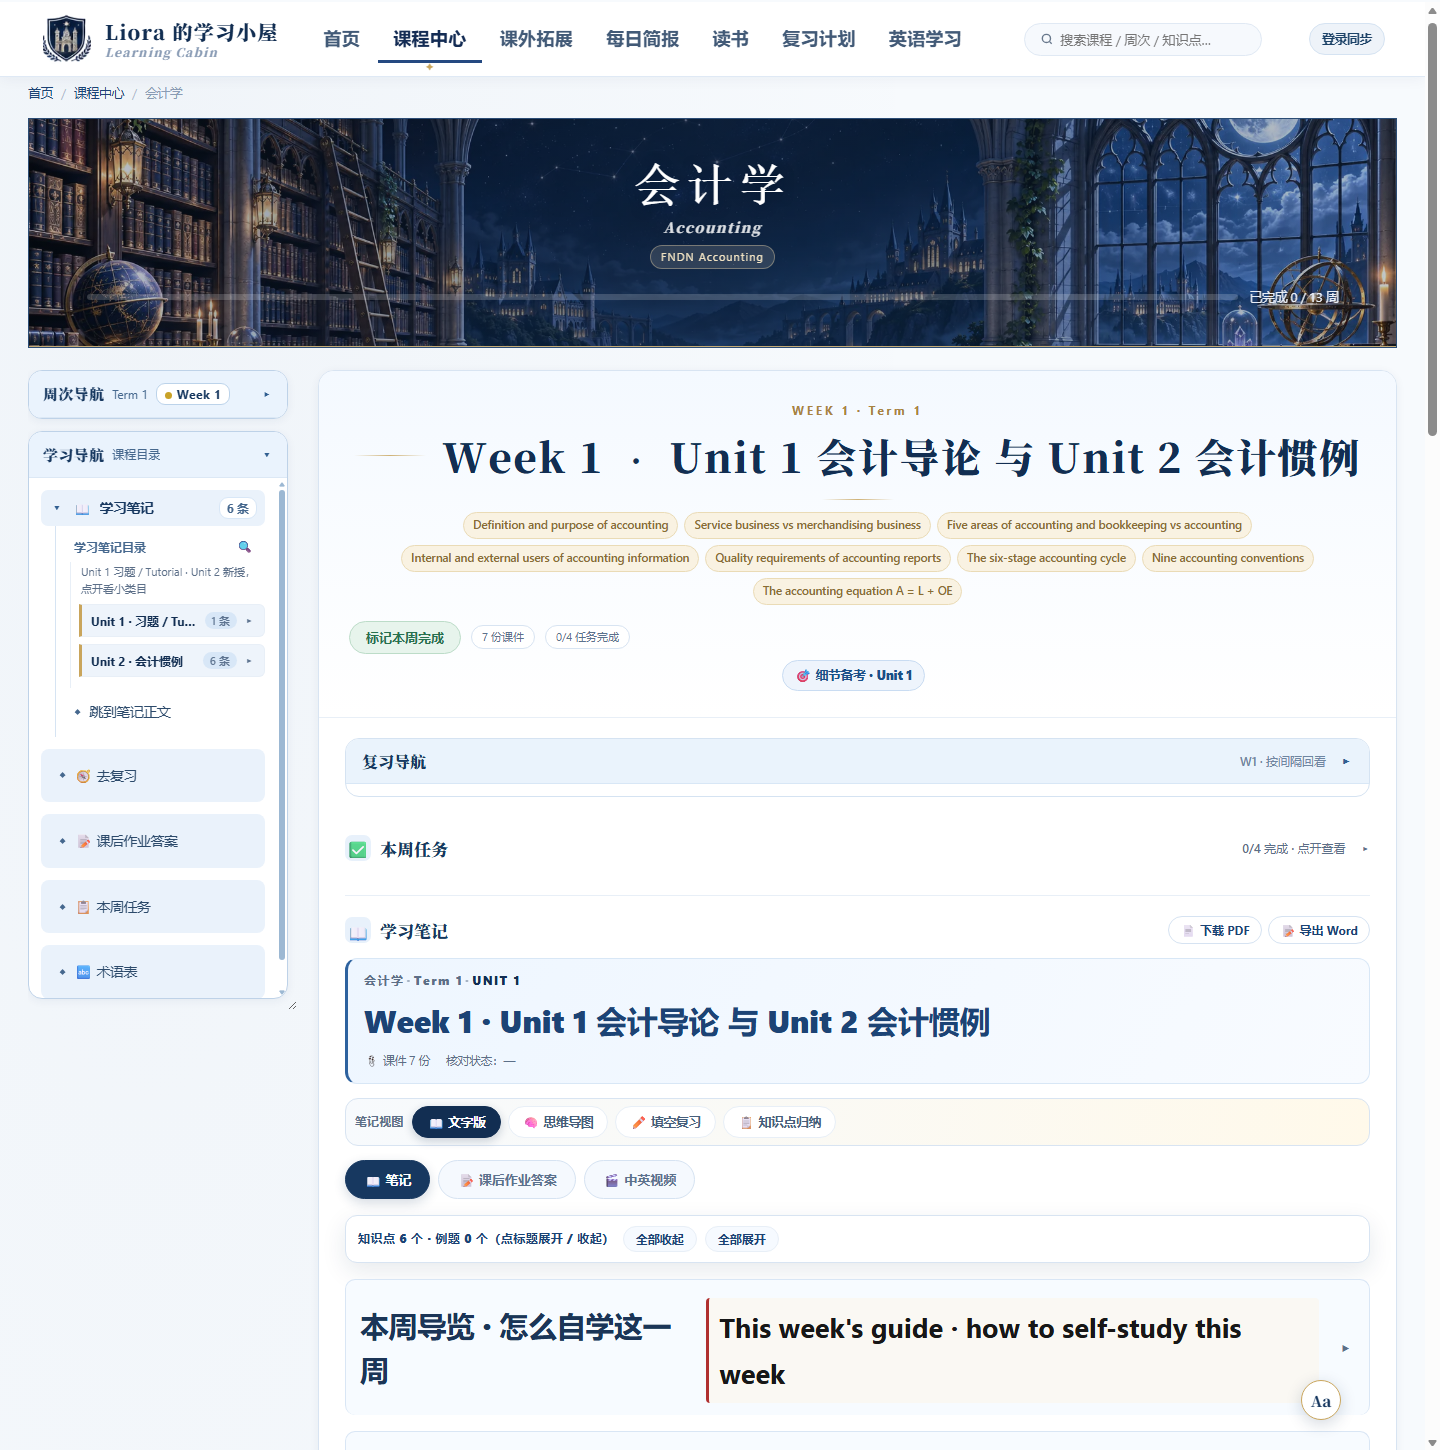 Liora 的学习小屋
Learning Cabin
首页
课程中心
课外拓展
每日简报
读书
复习计划
英语学习
搜索课程 / 周次 / 知识点...
登录同步
首页 / 课程中心 / 会计学
会计学
Accounting
FNDN Accounting
已完成 0 / 13 周
周次导航 Term 1 Week 1
学习导航 课程目录
学习笔记 6 条
学习笔记目录
Unit 1 习题 / Tutorial · Unit 2 新授，
点开看小类目
Unit 1 · 习题 / Tu... 1 条
Unit 2 · 会计惯例 6 条
跳到笔记正文
去复习
课后作业答案
本周任务
术语表
WEEK 1 · Term 1
Week 1 · Unit 1 会计导论 与 Unit 2 会计惯例
Definition and purpose of accounting
Service business vs merchandising business
Five areas of accounting and bookkeeping vs accounting
Internal and external users of accounting information
Quality requirements of accounting reports
The six-stage accounting cycle
Nine accounting conventions
The accounting equation A = L + OE
标记本周完成
7 份课件
0/4 任务完成
细节备考 · Unit 1
复习导航
W1 · 按间隔回看
本周任务
0/4 完成 · 点开查看
学习笔记
下载 PDF
导出 Word
会计学 · Term 1 · UNIT 1
Week 1 · Unit 1 会计导论 与 Unit 2 会计惯例
课件 7 份 核对状态：—
笔记视图
文字版
思维导图
填空复习
知识点归纳
笔记
课后作业答案
中英视频
知识点 6 个 · 例题 0 个（点标题展开 / 收起）
全部收起
全部展开
本周导览 · 怎么自学这一
周
This week's guide · how to self-study this
week
Aa